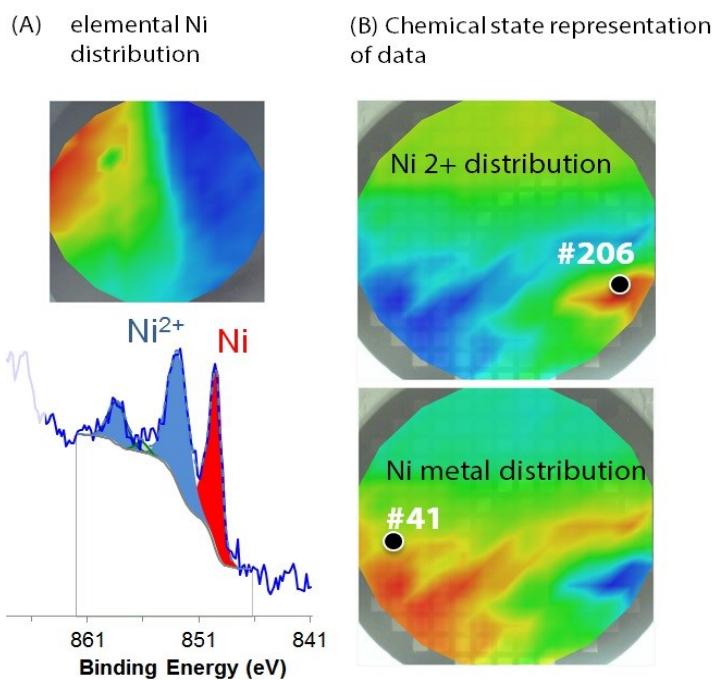 (A) elemental Ni
distribution
(B) Chemical state representation
of data
Ni 2+ distribution
#206
Ni²⁺
Ni
Ni metal distribution
#41
861 851 841
Binding Energy (eV)